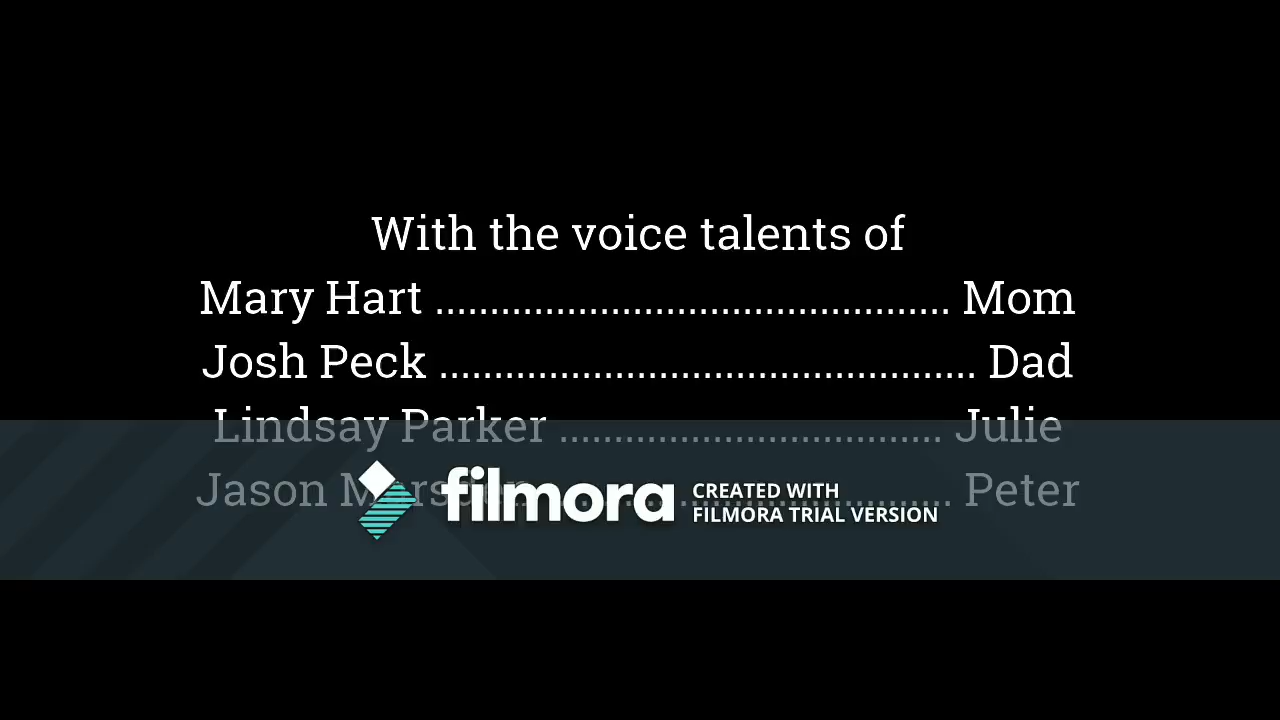 With the voice talents of
Mary Hart ............................................... Mom
Josh Peck ................................................. Dad
Lindsay Parker ................................... Julie
Jason Marsden ................................... Peter
filmora
CREATED WITH
FILMORA TRIAL VERSION